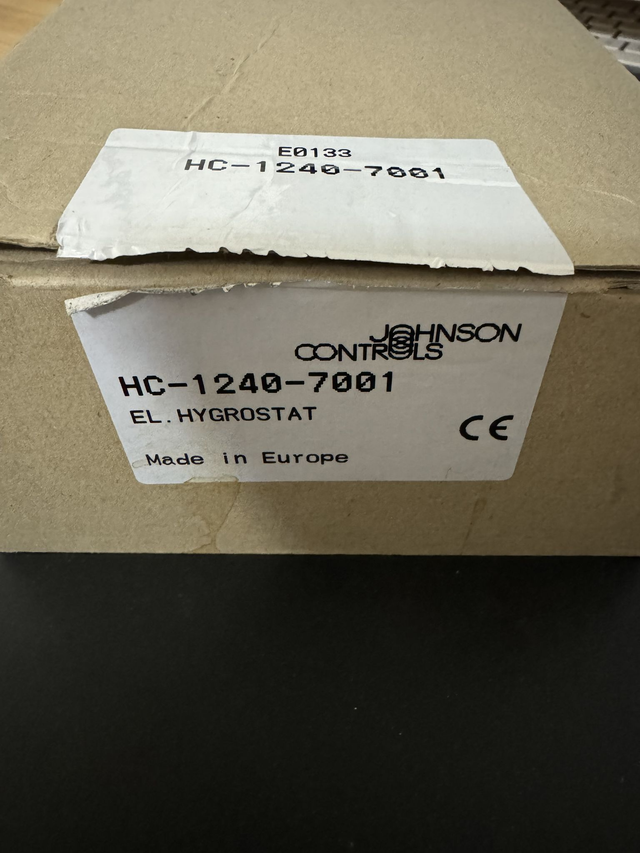 E0133
HC-1240-7001
JOHNSON
CONTROLS
HC-1240-7001
EL.HYGROSTAT
CE
Made in Europe